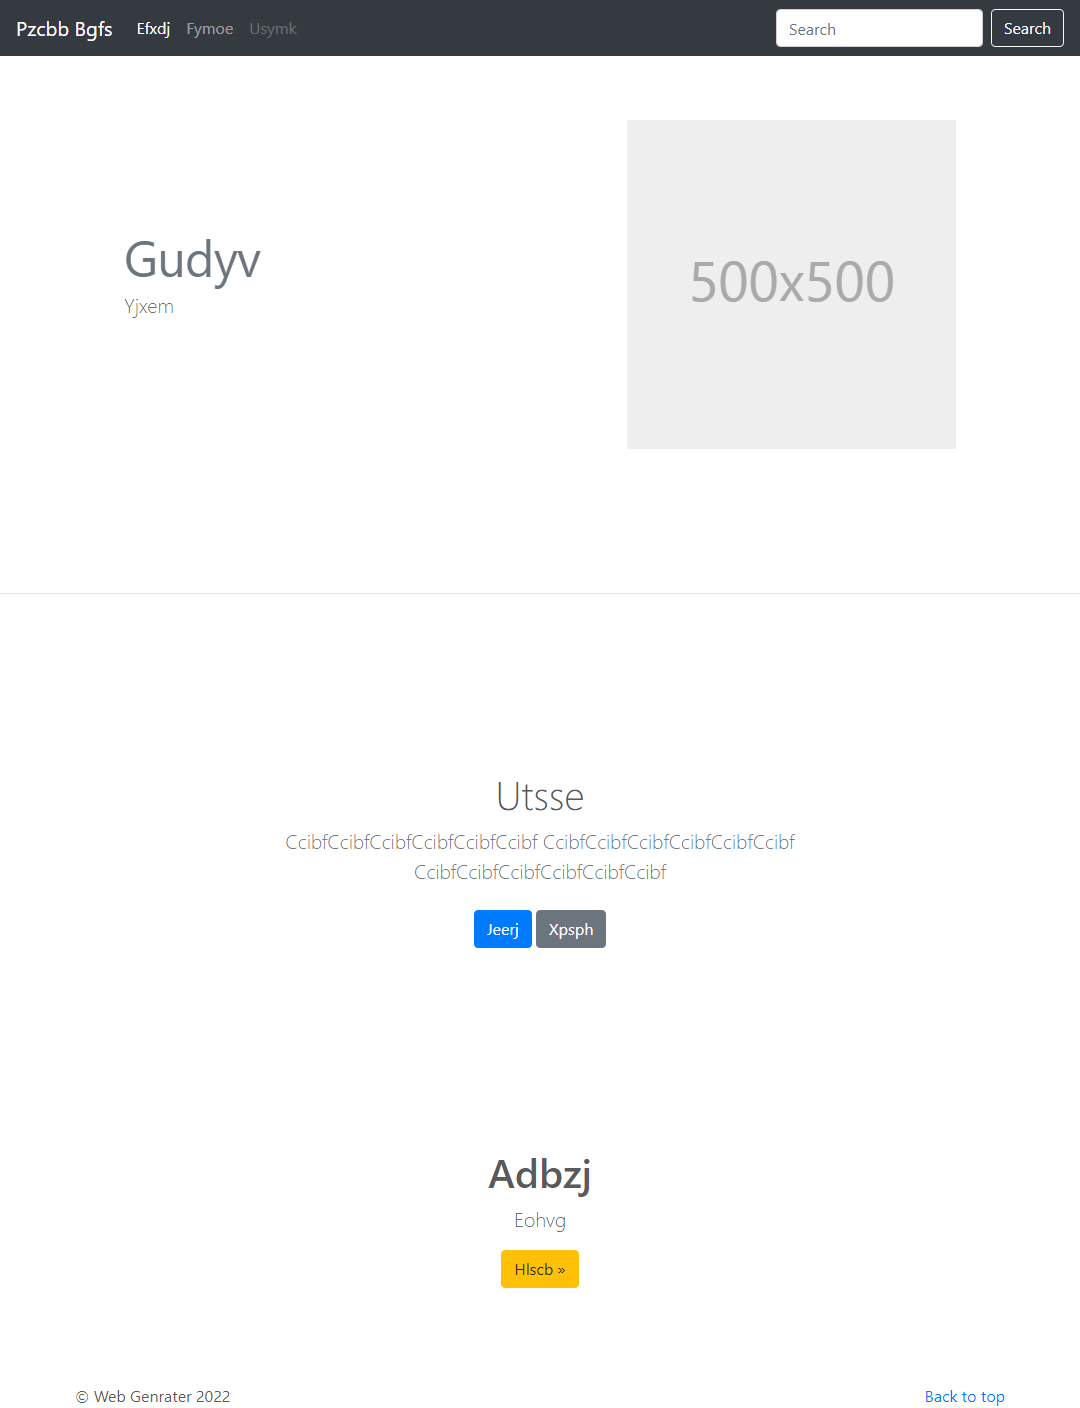 Pzcbb Bgfs Efxdj Fymoe Usymk Search Search
Gudyv
Yjxem
500x500
Utsse
CcibfCcibfCcibfCcibfCcibfCcibf CcibfCcibfCcibfCcibfCcibfCcibf
CcibfCcibfCcibfCcibfCcibfCcibf
Jeerj Xpsph
Adbzj
Eohvg
Hlscb »
© Web Genrater 2022 Back to top